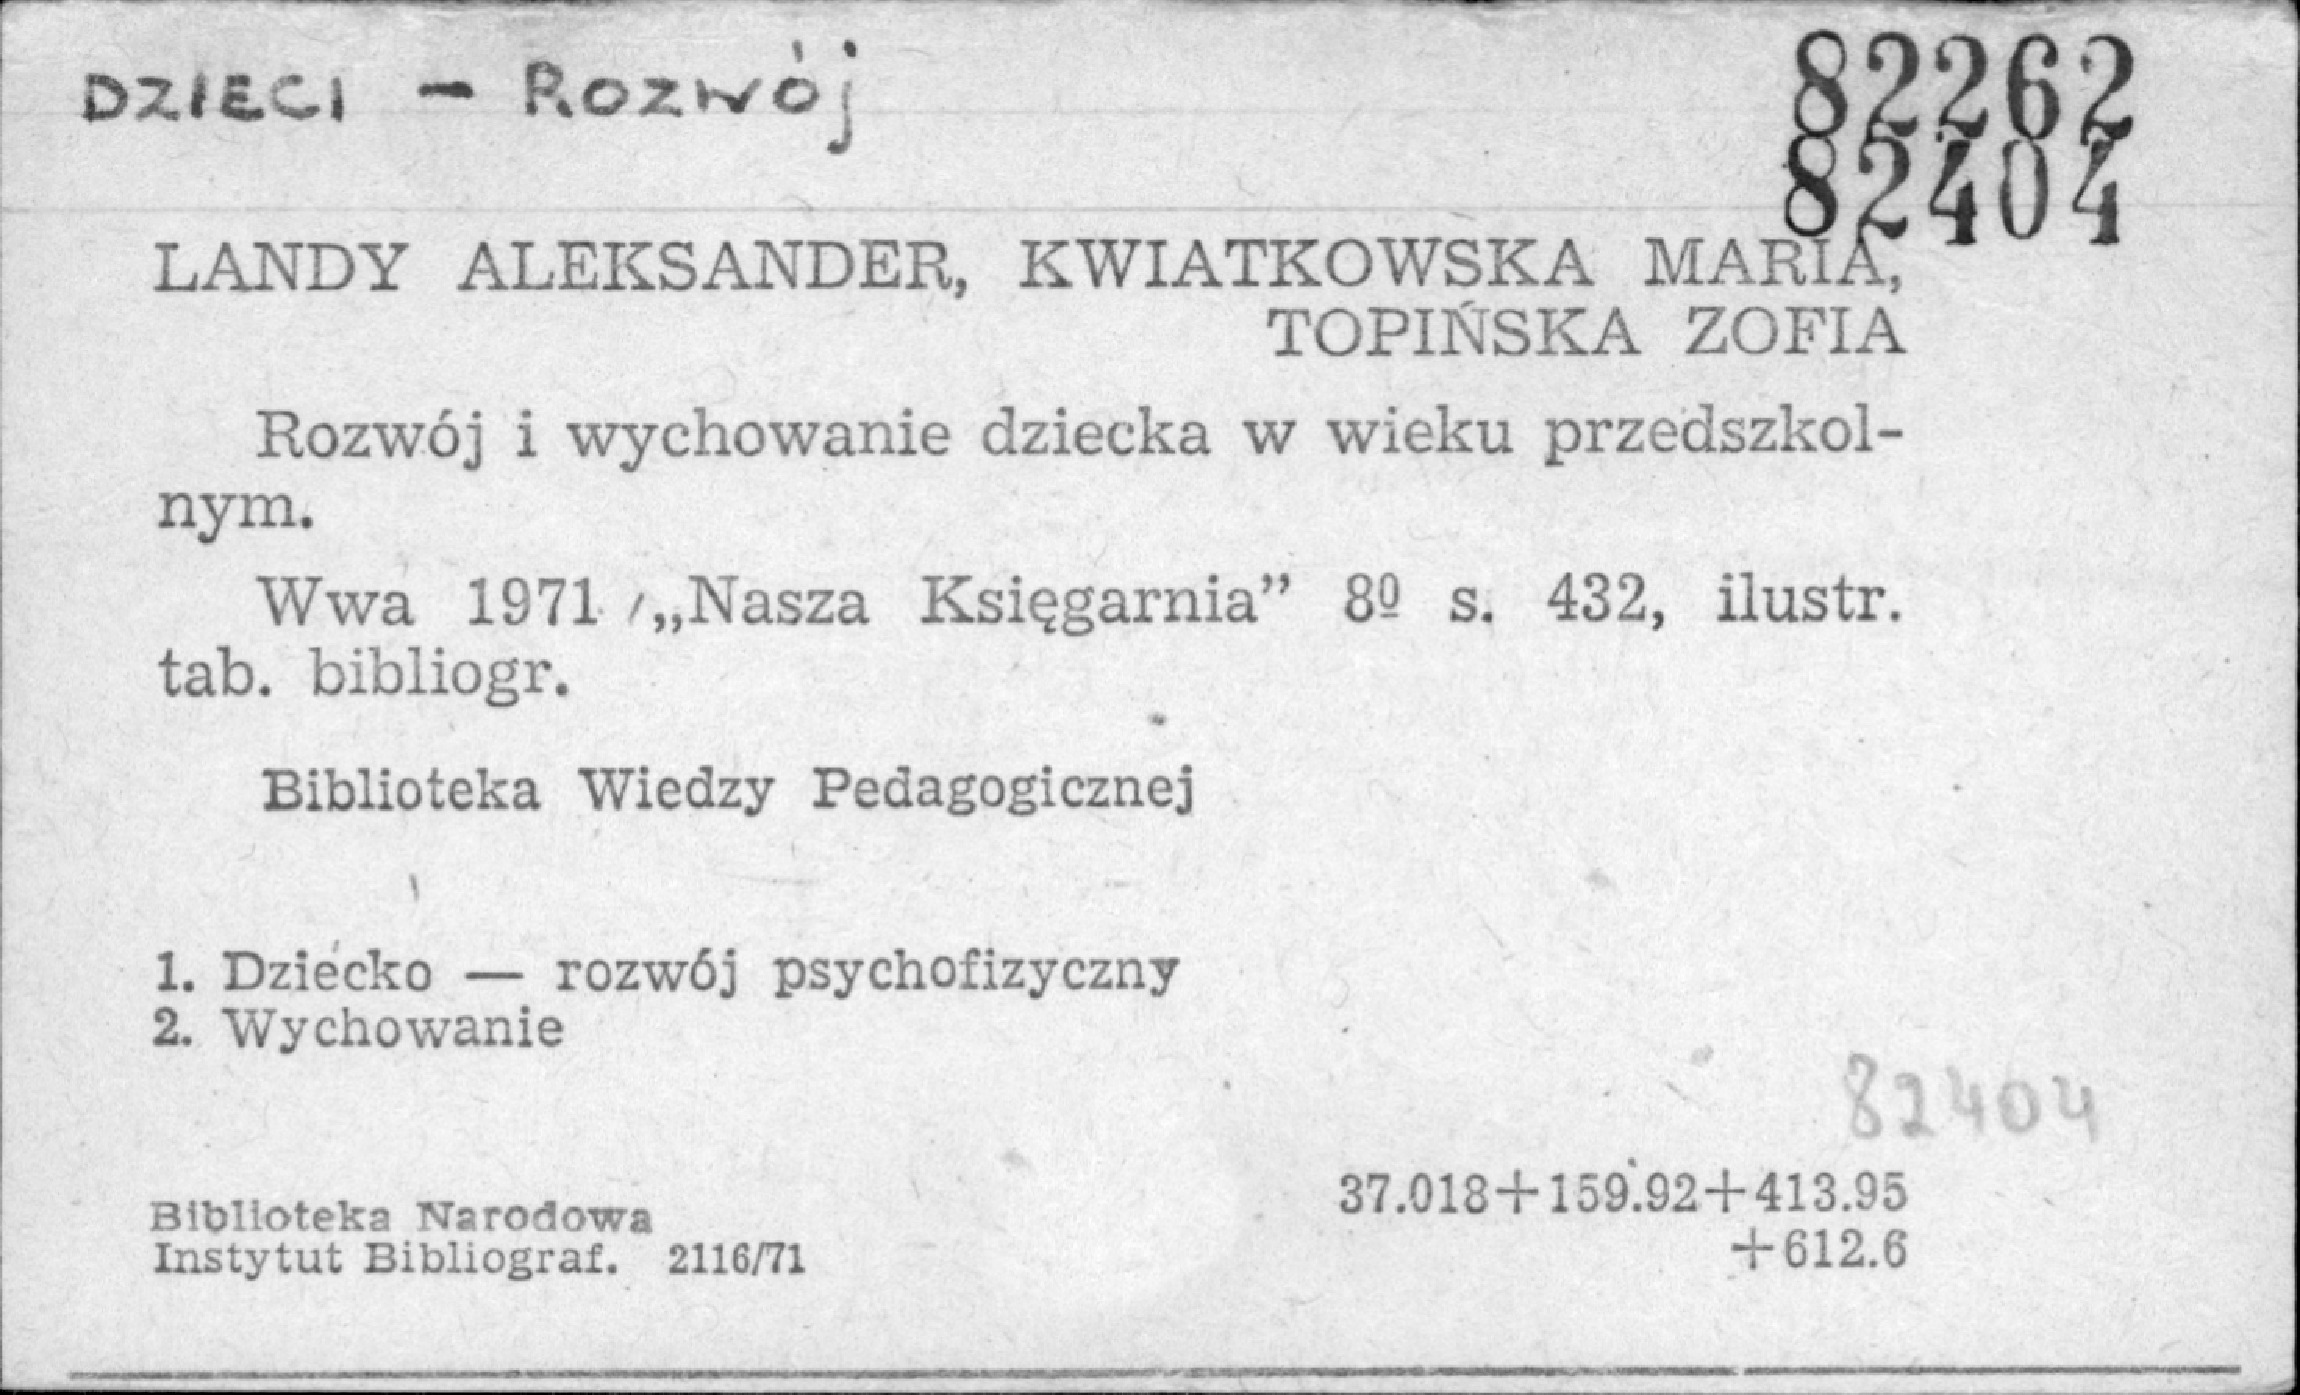 DZIECI - Rozwój
82262
82404
LANDY ALEKSANDER, KWIATKOWSKA MARIA,
TOPIŃSKA ZOFIA
Rozwój i wychowanie dziecka w wieku przedszkol-
nym.
Wwa 1971 „Nasza Księgarnia” 8º s. 432, ilustr.
tab. bibliogr.
Biblioteka Wiedzy Pedagogicznej
1. Dziecko — rozwój psychofizyczny
2. Wychowanie
82404
37.018+159.92+413.95
+612.6
Biblioteka Narodowa
Instytut Bibliograf. 2116/71